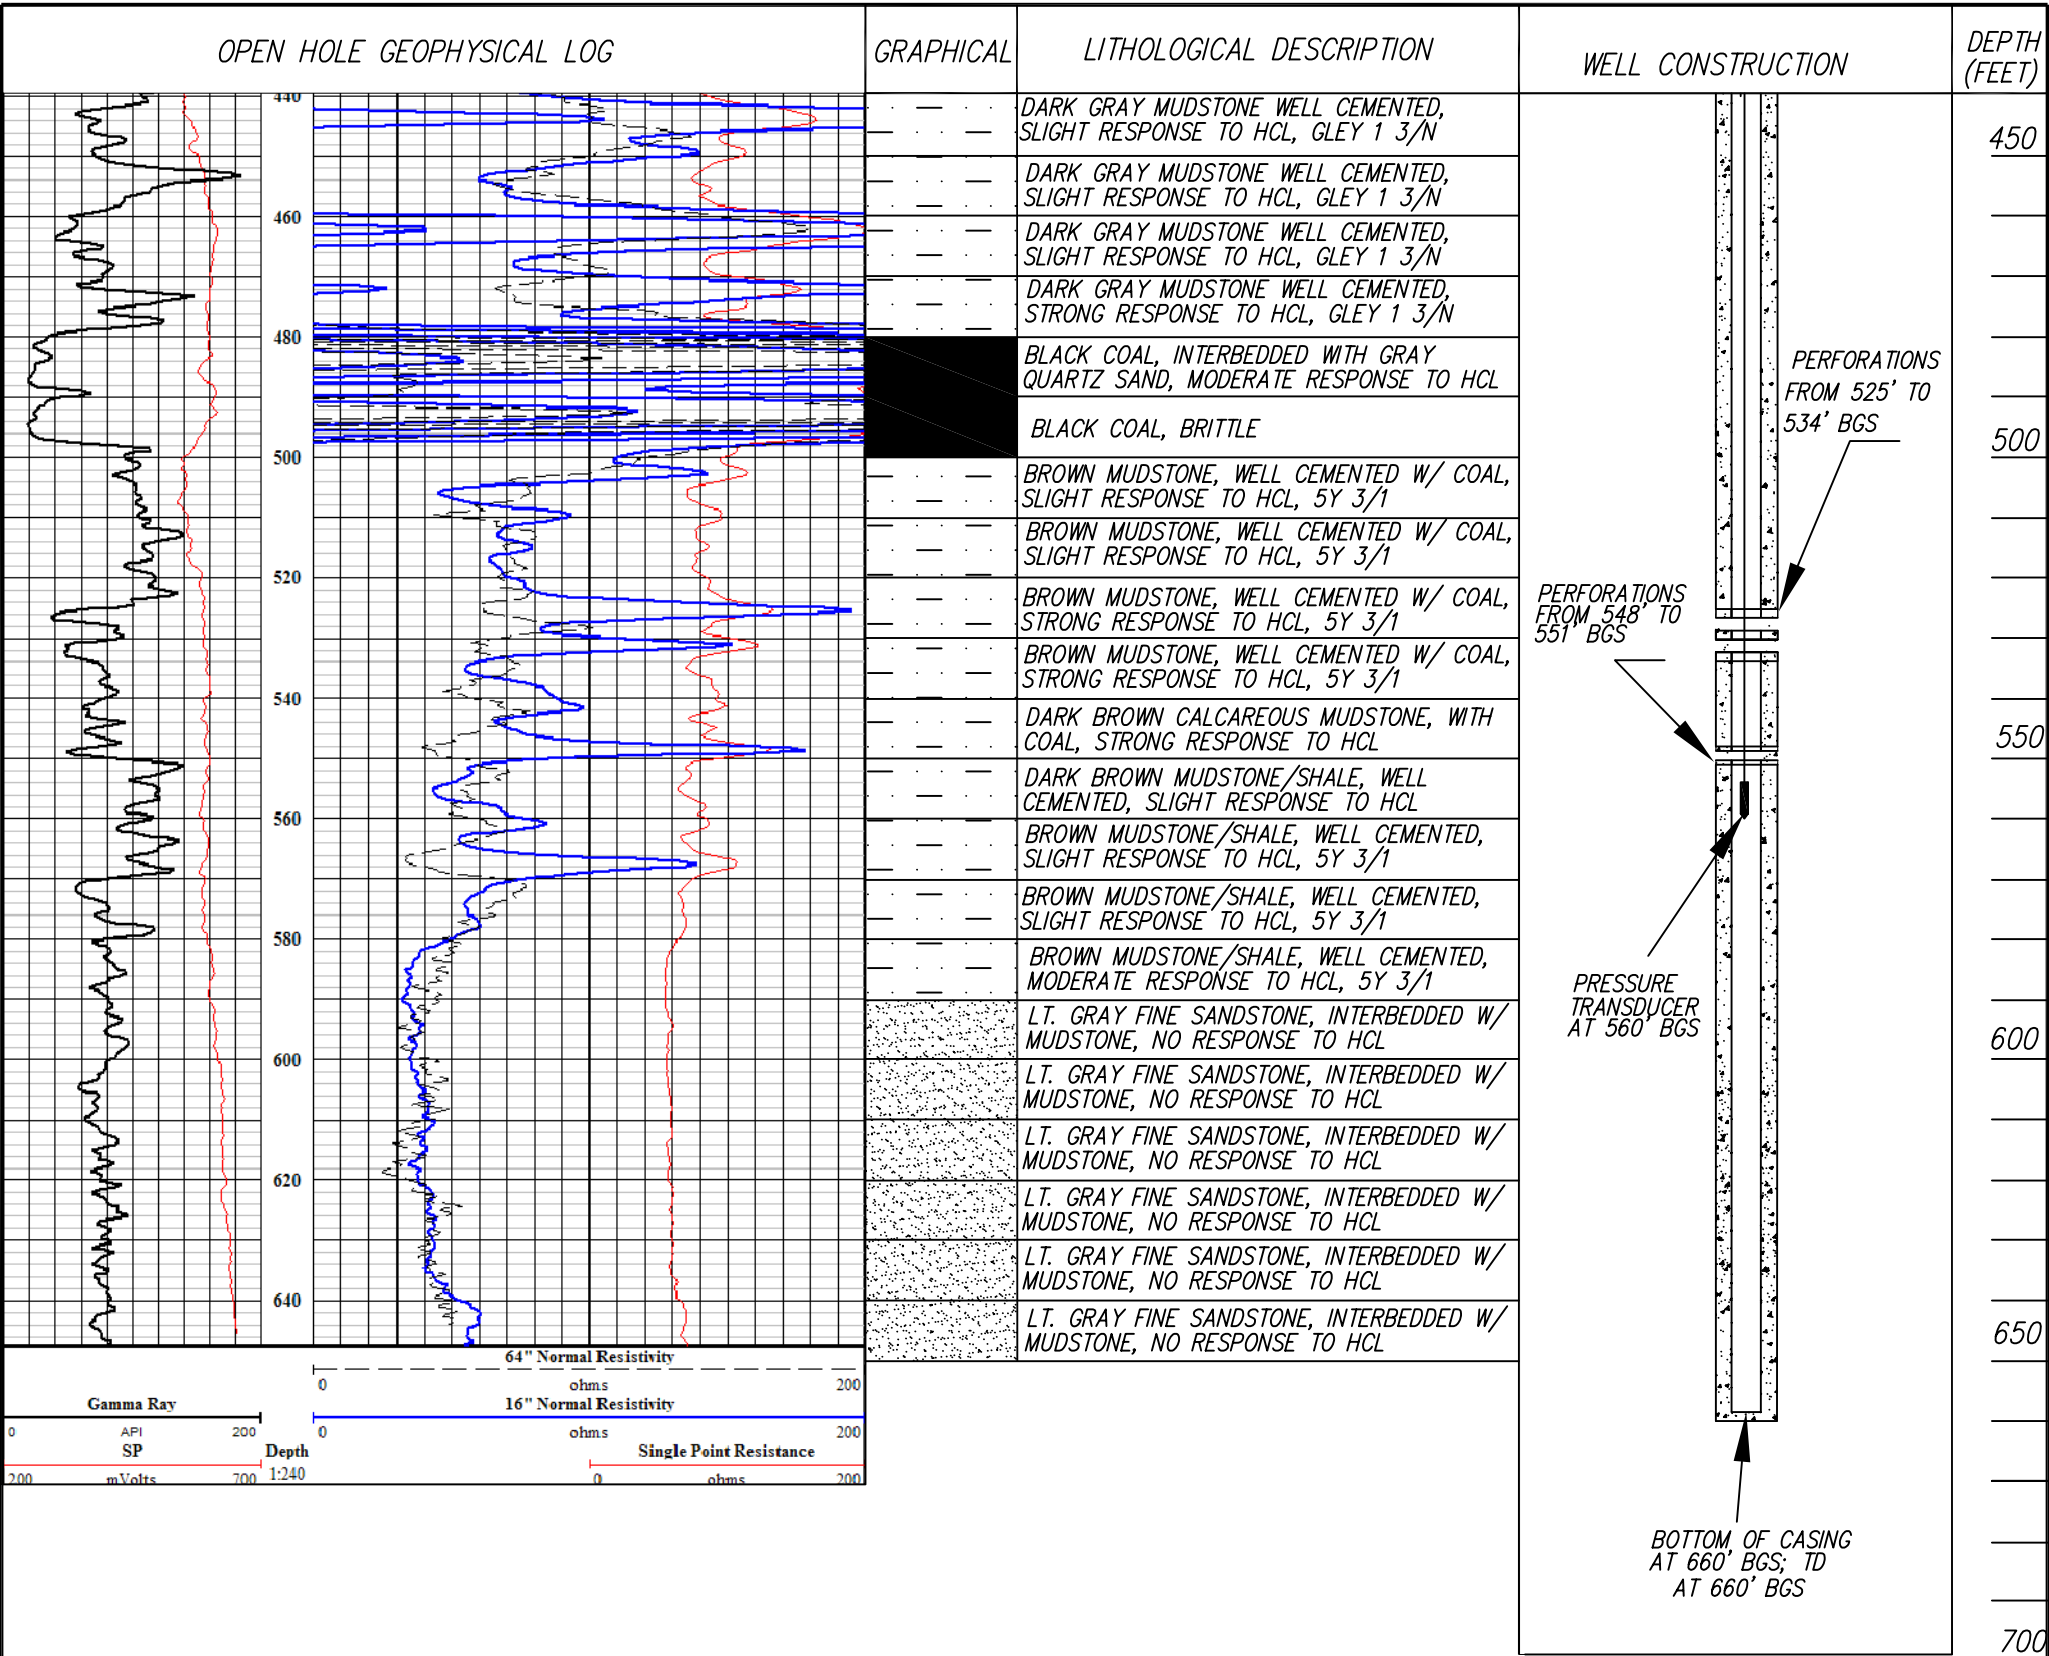 OPEN HOLE GEOPHYSICAL LOG
GRAPHICAL
LITHOLOGICAL DESCRIPTION
WELL CONSTRUCTION
DEPTH
(FEET)
440
460
480
500
520
540
560
580
600
620
640
DARK GRAY MUDSTONE WELL CEMENTED,
SLIGHT RESPONSE TO HCL, GLEY 1 3/N
DARK GRAY MUDSTONE WELL CEMENTED,
SLIGHT RESPONSE TO HCL, GLEY 1 3/N
DARK GRAY MUDSTONE WELL CEMENTED,
SLIGHT RESPONSE TO HCL, GLEY 1 3/N
DARK GRAY MUDSTONE WELL CEMENTED,
STRONG RESPONSE TO HCL, GLEY 1 3/N
BLACK COAL, INTERBEDDED WITH GRAY
QUARTZ SAND, MODERATE RESPONSE TO HCL
BLACK COAL, BRITTLE
BROWN MUDSTONE, WELL CEMENTED W/ COAL,
SLIGHT RESPONSE TO HCL, 5Y 3/1
BROWN MUDSTONE, WELL CEMENTED W/ COAL,
SLIGHT RESPONSE TO HCL, 5Y 3/1
BROWN MUDSTONE, WELL CEMENTED W/ COAL,
STRONG RESPONSE TO HCL, 5Y 3/1
BROWN MUDSTONE, WELL CEMENTED W/ COAL,
STRONG RESPONSE TO HCL, 5Y 3/1
DARK BROWN CALCAREOUS MUDSTONE, WITH
COAL, STRONG RESPONSE TO HCL
DARK BROWN MUDSTONE/SHALE, WELL
CEMENTED, SLIGHT RESPONSE TO HCL
BROWN MUDSTONE/SHALE, WELL CEMENTED,
SLIGHT RESPONSE TO HCL, 5Y 3/1
BROWN MUDSTONE/SHALE, WELL CEMENTED,
SLIGHT RESPONSE TO HCL, 5Y 3/1
BROWN MUDSTONE/SHALE, WELL CEMENTED,
MODERATE RESPONSE TO HCL, 5Y 3/1
LT. GRAY FINE SANDSTONE, INTERBEDDED W/
MUDSTONE, NO RESPONSE TO HCL
LT. GRAY FINE SANDSTONE, INTERBEDDED W/
MUDSTONE, NO RESPONSE TO HCL
LT. GRAY FINE SANDSTONE, INTERBEDDED W/
MUDSTONE, NO RESPONSE TO HCL
LT. GRAY FINE SANDSTONE, INTERBEDDED W/
MUDSTONE, NO RESPONSE TO HCL
LT. GRAY FINE SANDSTONE, INTERBEDDED W/
MUDSTONE, NO RESPONSE TO HCL
LT. GRAY FINE SANDSTONE, INTERBEDDED W/
MUDSTONE, NO RESPONSE TO HCL
PERFORATIONS
FROM 525' TO
534' BGS
PERFORATIONS
FROM 548' TO
551' BGS
PRESSURE
TRANSDUCER
AT 560' BGS
BOTTOM OF CASING
AT 660' BGS; TD
AT 660' BGS
450
500
550
600
650
700
64" Normal Resistivity
0 ohms 200
16" Normal Resistivity
0 ohms 200
Single Point Resistance
0 ohms 200
Gamma Ray
0 API 200
SP
200 mVolts 700
Depth
1:240